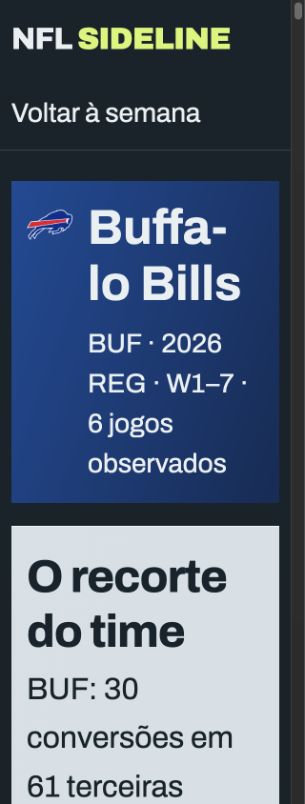 NFL SIDELINE
Voltar à semana
Buffa-
lo Bills
BUF · 2026
REG · W1–7 ·
6 jogos
observados
O recorte
do time
BUF: 30
conversões em
61 terceiras